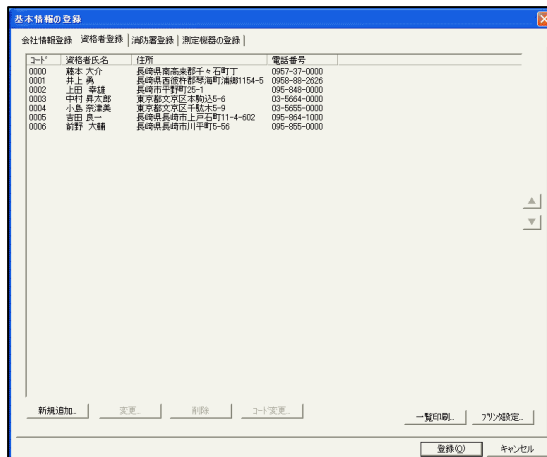 基本情報の登録
会社情報登録 資格者登録 消防署登録 測定機器の登録
コード 資格者氏名 住所 電話番号
0000 藤本 大介 長崎県南高来郡千々石町丁 0957-37-0000
0001 井上 勇 長崎県西彼杵郡琴海町浦郷1154-5 0958-88-2626
0002 上田 幸雄 長崎市平野町25-1 095-848-0000
0003 中村 昇太郎 東京都文京区本駒込5-6 03-5664-0000
0004 小島 奈津美 東京都文京区千駄木5-9 03-5655-0000
0005 吉田 良一 長崎県長崎市上戸石町11-4-602 095-864-1000
0006 前野 大輔 長崎県長崎市川平町5-56 095-855-0000
新規追加... 変更... 削除 コード変更...
一覧印刷... プリンタ設定...
登録(O) キャンセル